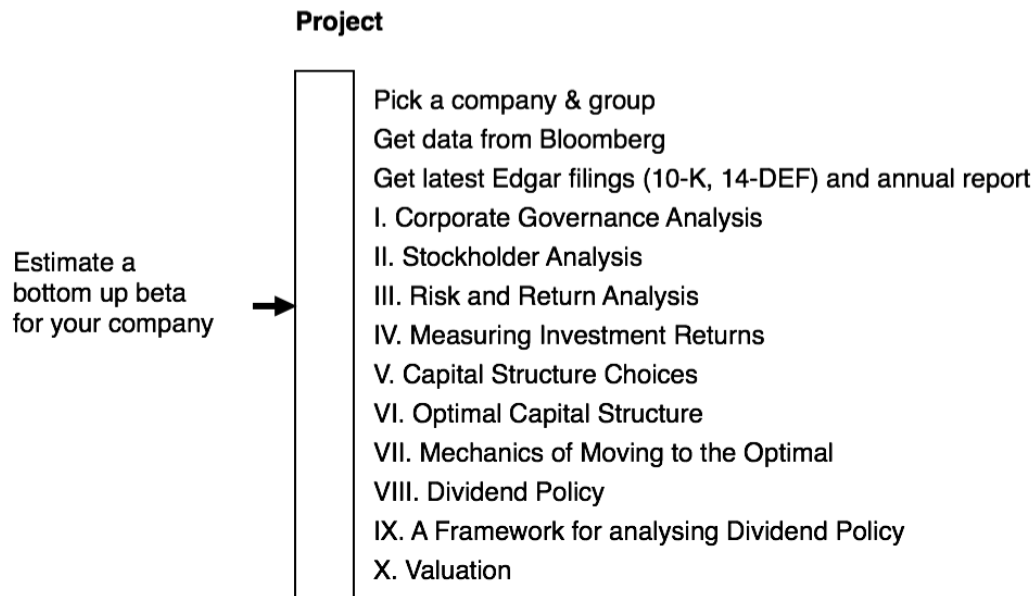 Project
Pick a company & group
Get data from Bloomberg
Get latest Edgar filings (10-K, 14-DEF) and annual report
I. Corporate Governance Analysis
II. Stockholder Analysis
III. Risk and Return Analysis
IV. Measuring Investment Returns
V. Capital Structure Choices
VI. Optimal Capital Structure
VII. Mechanics of Moving to the Optimal
VIII. Dividend Policy
IX. A Framework for analysing Dividend Policy
X. Valuation
Estimate a
bottom up beta
for your company